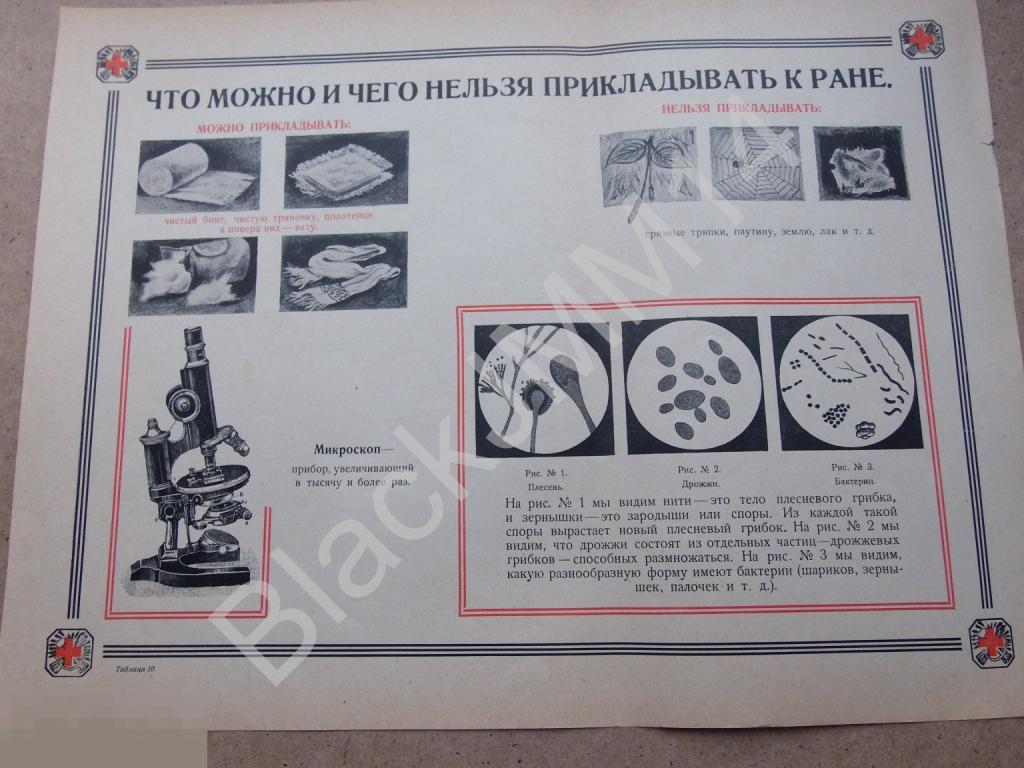 ЧТО МОЖНО И ЧЕГО НЕЛЬЗЯ ПРИКЛАДЫВАТЬ К РАНЕ.
МОЖНО ПРИКЛАДЫВАТЬ:
чистый бинт, чистую тряпочку, полотенце,
а поверх них—вату.
НЕЛЬЗЯ ПРИКЛАДЫВАТЬ:
грязные тряпки, паутину, землю, лак и т. д.
Микроскоп—
прибор, увеличивающий
в тысячу и более раз.
Рис. № 1.
Плесень.
Рис. № 2.
Дрожжи.
Рис. № 3.
Бактерии.
На рис. № 1 мы видим нити—это тело плесневого грибка,
и зернышки—это зародыши или споры. Из каждой такой
споры вырастает новый плесневый грибок. На рис. № 2 мы
видим, что дрожжи состоят из отдельных частиц—дрожжевых
грибков—способных размножаться. На рис. № 3 мы видим,
какую разнообразную форму имеют бактерии (шариков, зерны-
шек, палочек и т. д.).
Таблица 10.